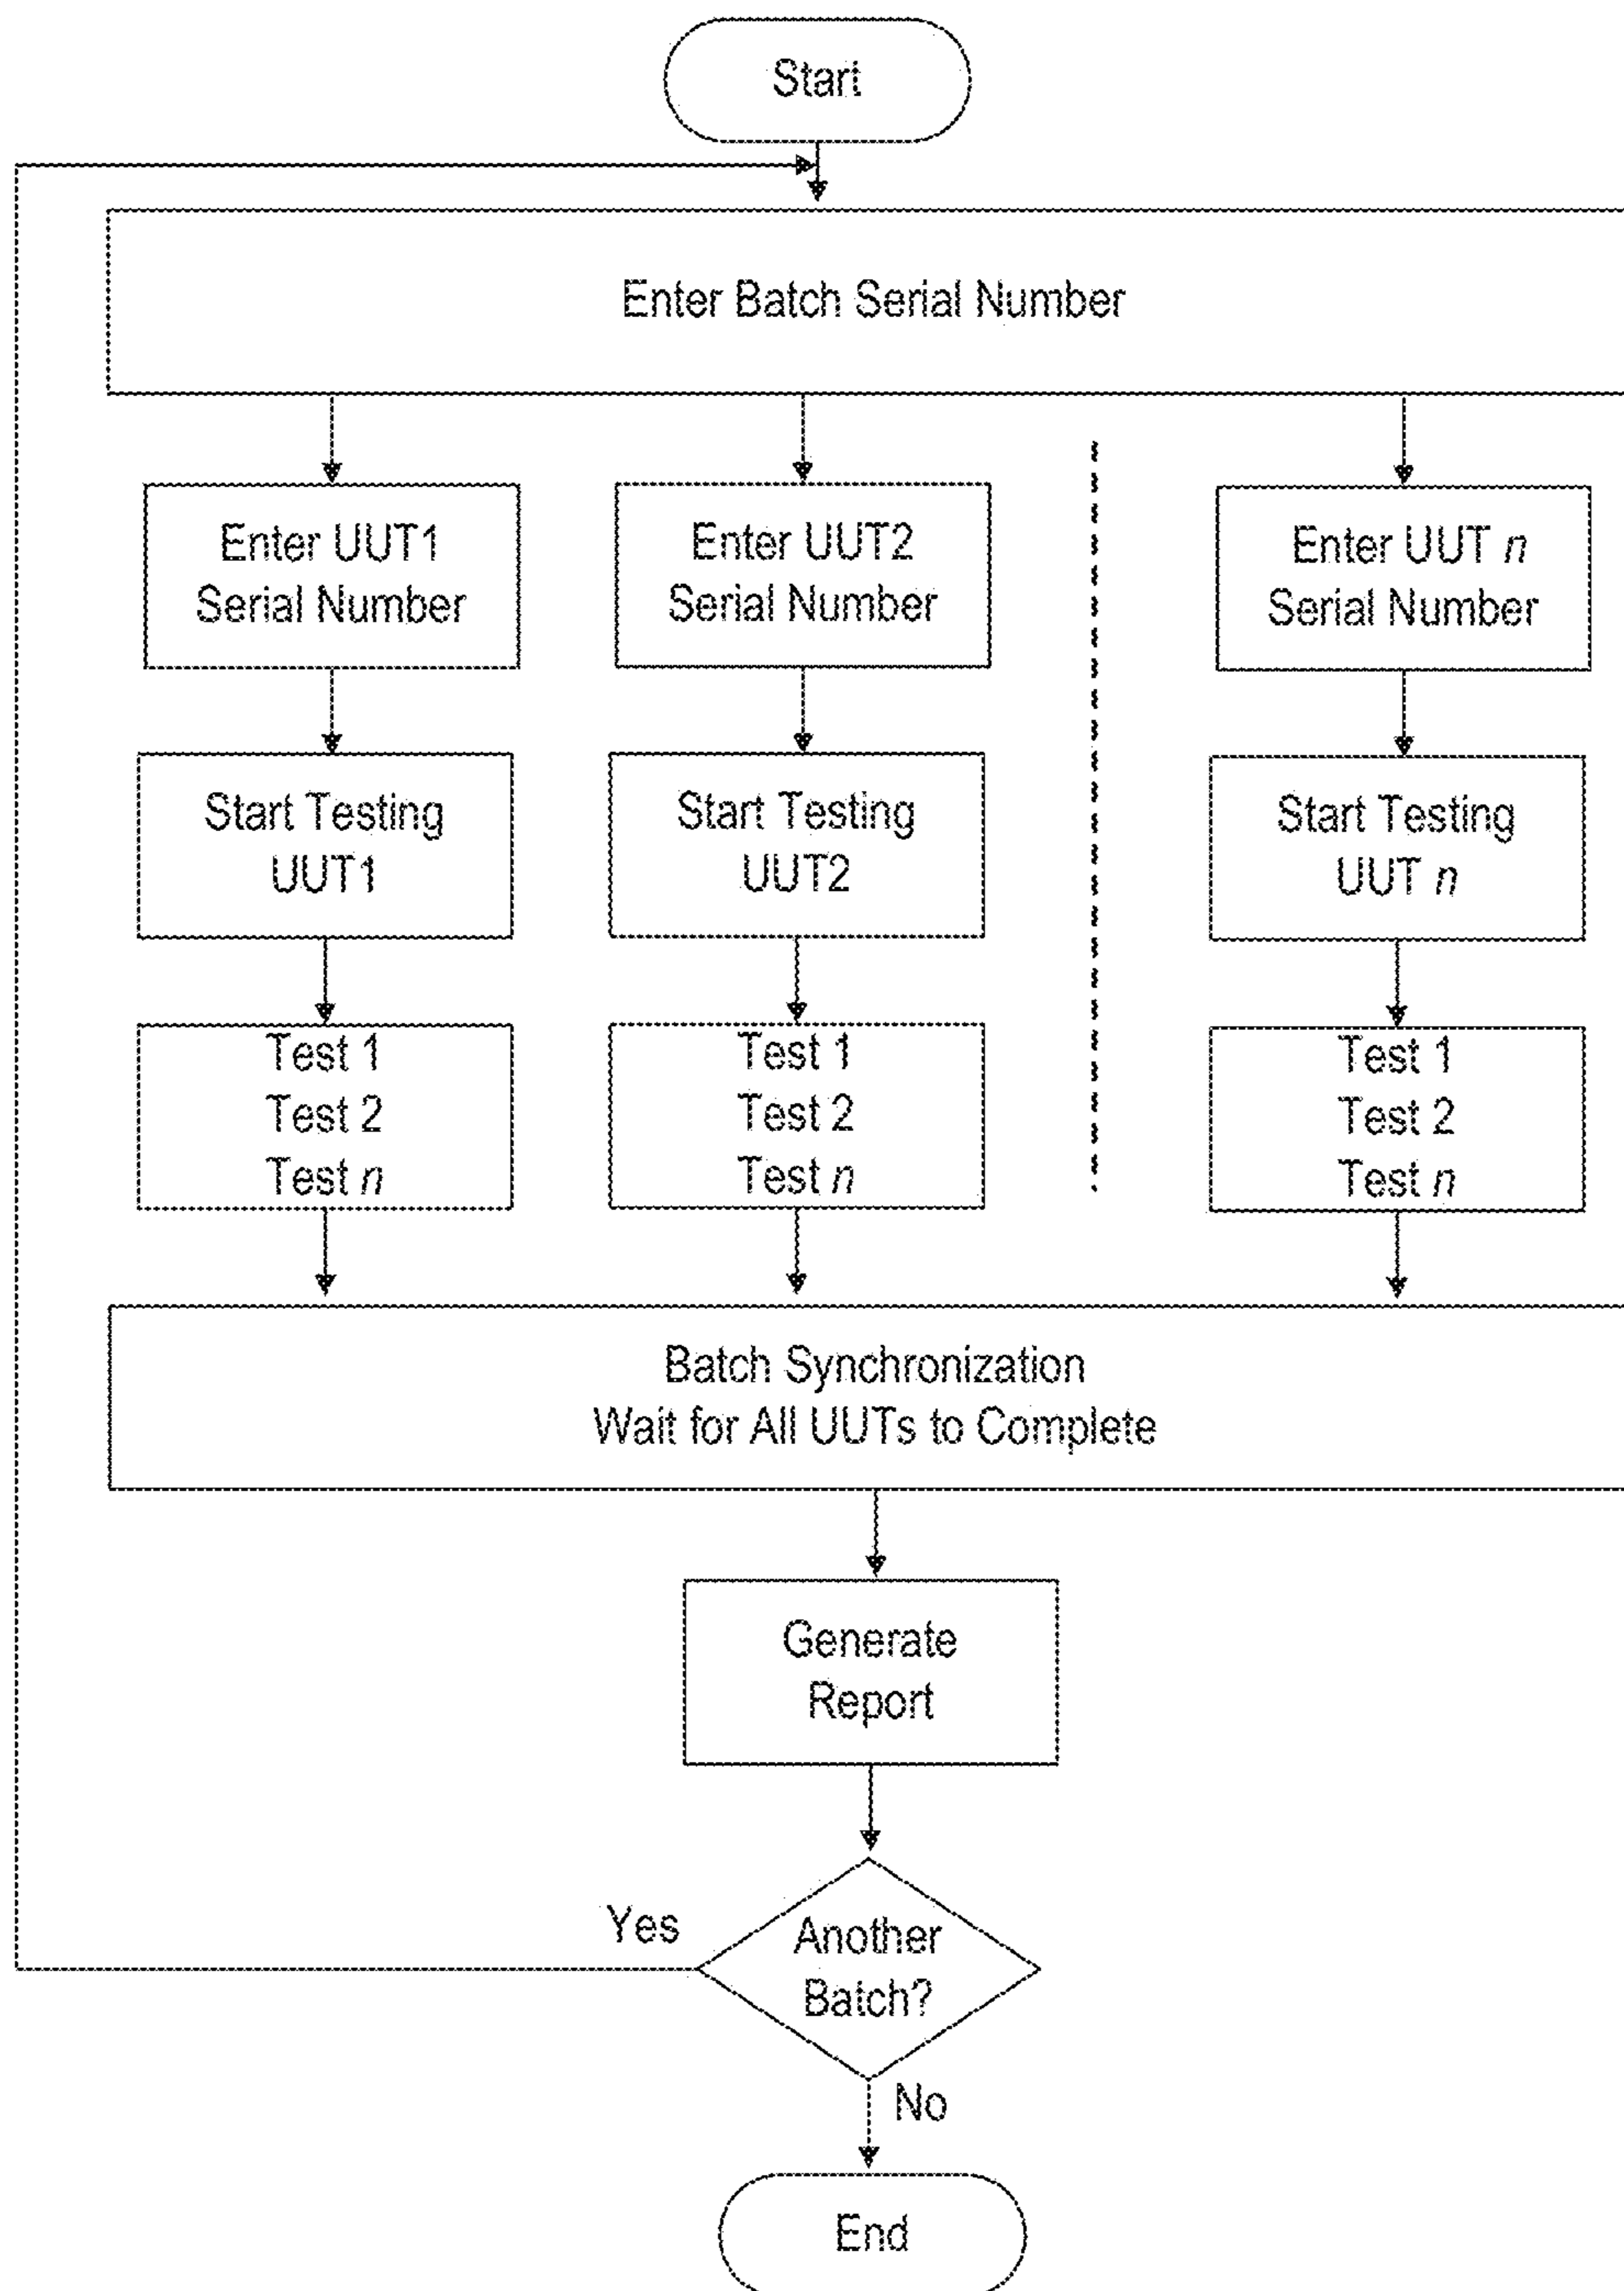 Start
Enter Batch Serial Number
Enter UUT1
Serial Number
Enter UUT2
Serial Number
Enter UUT n
Serial Number
Start Testing
UUT1
Start Testing
UUT2
Start Testing
UUT n
Test 1
Test 2
Test n
Test 1
Test 2
Test n
Test 1
Test 2
Test n
Batch Synchronization
Wait for All UUTs to Complete
Generate
Report
Another
Batch?
Yes
No
End